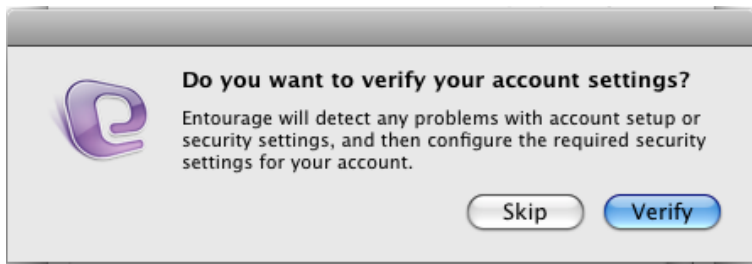 Do you want to verify your account settings?
Entourage will detect any problems with account setup or
security settings, and then configure the required security
settings for your account.
Skip
Verify